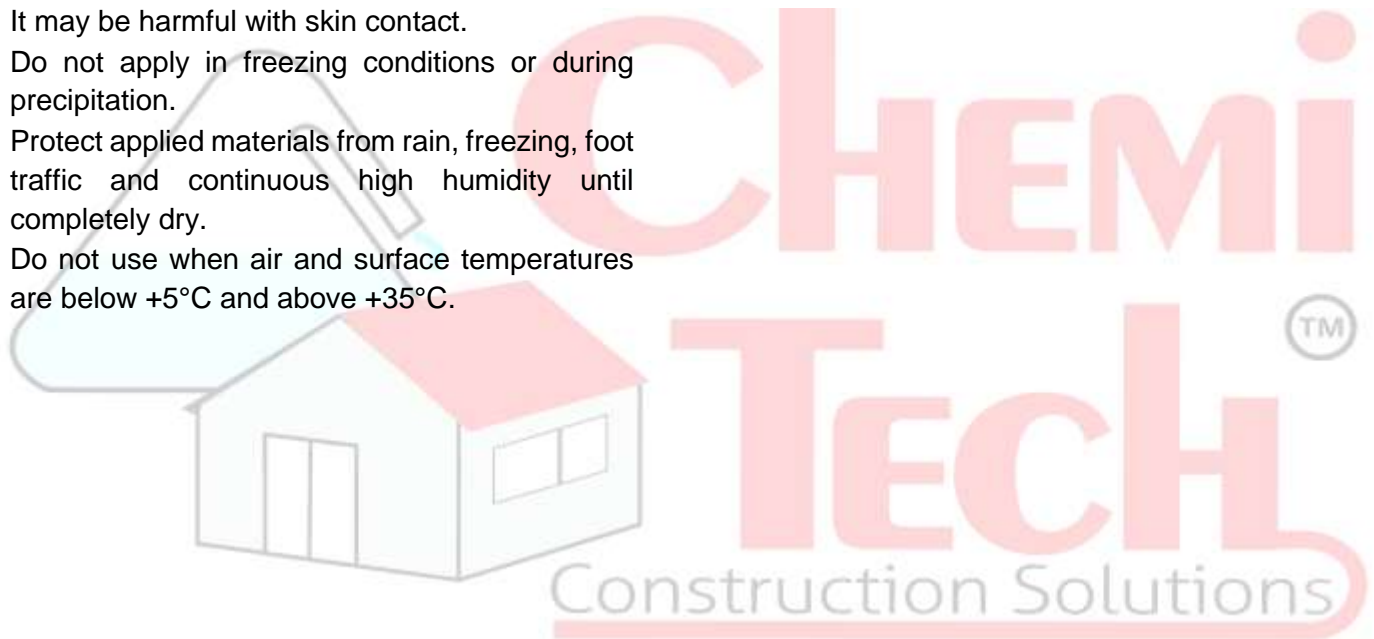 It may be harmful with skin contact.
Do not apply in freezing conditions or during
precipitation.
Protect applied materials from rain, freezing, foot
traffic and continuous high humidity until
completely dry.
Do not use when air and surface temperatures
are below +5°C and above +35°C.
CHEMI
TECH
TM
Construction Solutions